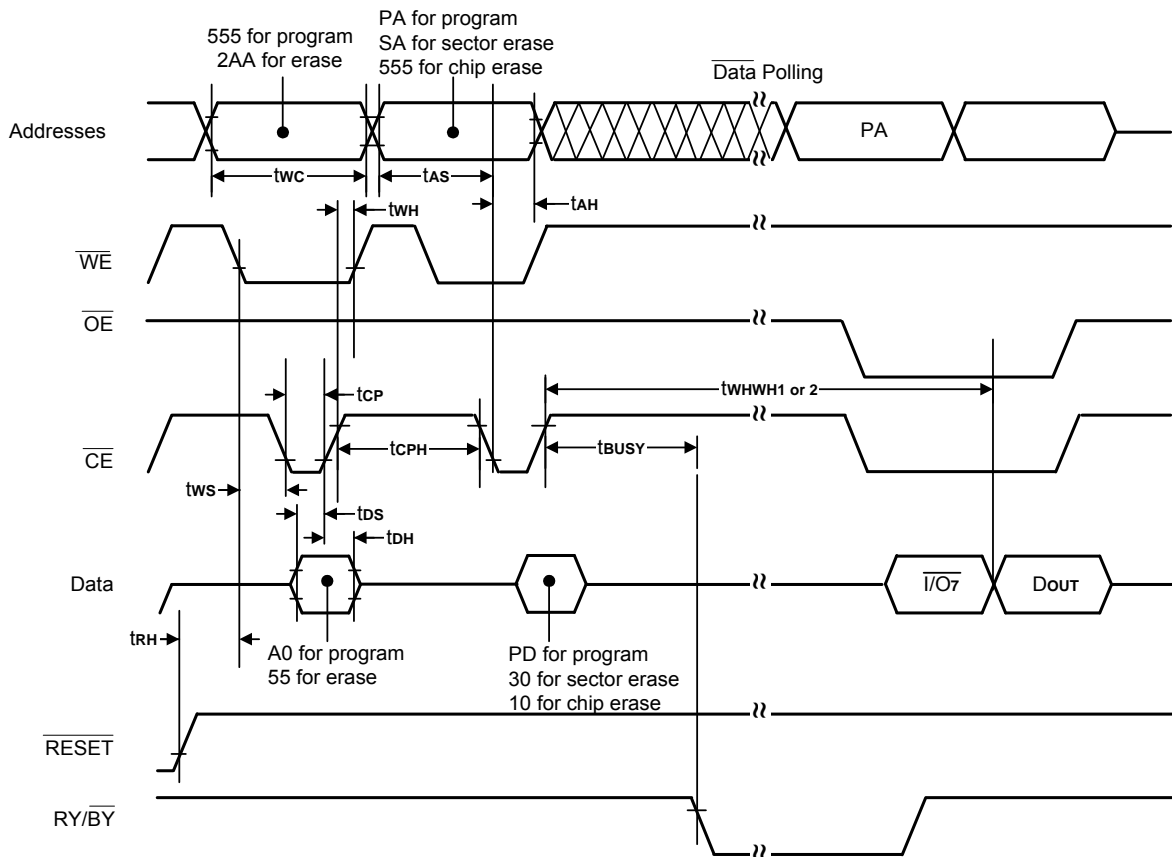 555 for program
2AA for erase
PA for program
SA for sector erase
555 for chip erase
Data Polling
Addresses
PA
tWC
tAS
tWH
tAH
WE
OE
tCP
tWHWH1 or 2
CE
tCPH
tBUSY
tWS
tDS
tDH
Data
I/O7
DOUT
tRH
A0 for program
55 for erase
PD for program
30 for sector erase
10 for chip erase
RESET
RY/BY